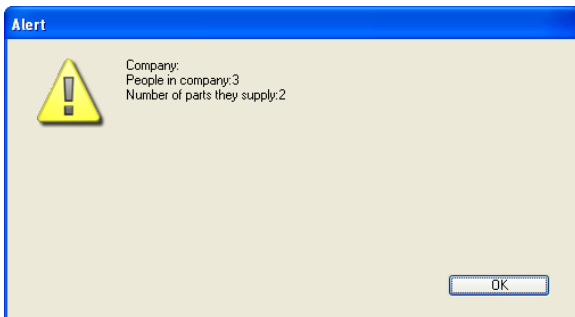 Alert
Company:
People in company:3
Number of parts they supply:2
OK